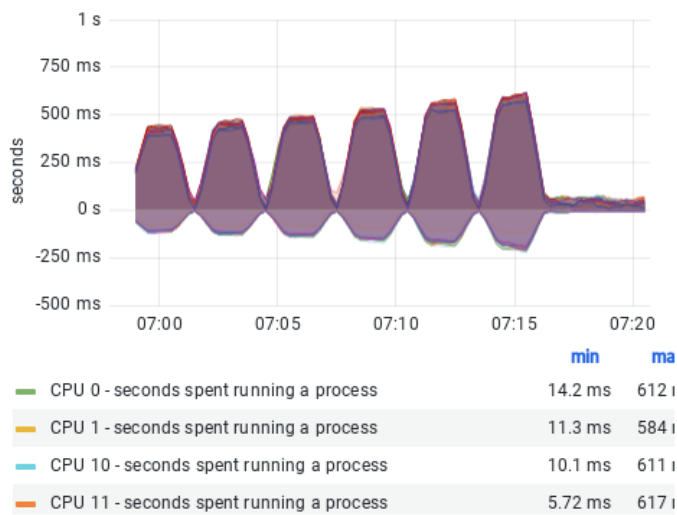 1 s
750 ms
500 ms
250 ms
0 s
-250 ms
-500 ms
seconds
07:00 07:05 07:10 07:15 07:20
min ma
CPU 0 - seconds spent running a process 14.2 ms 612
CPU 1 - seconds spent running a process 11.3 ms 584
CPU 10 - seconds spent running a process 10.1 ms 611
CPU 11 - seconds spent running a process 5.72 ms 617